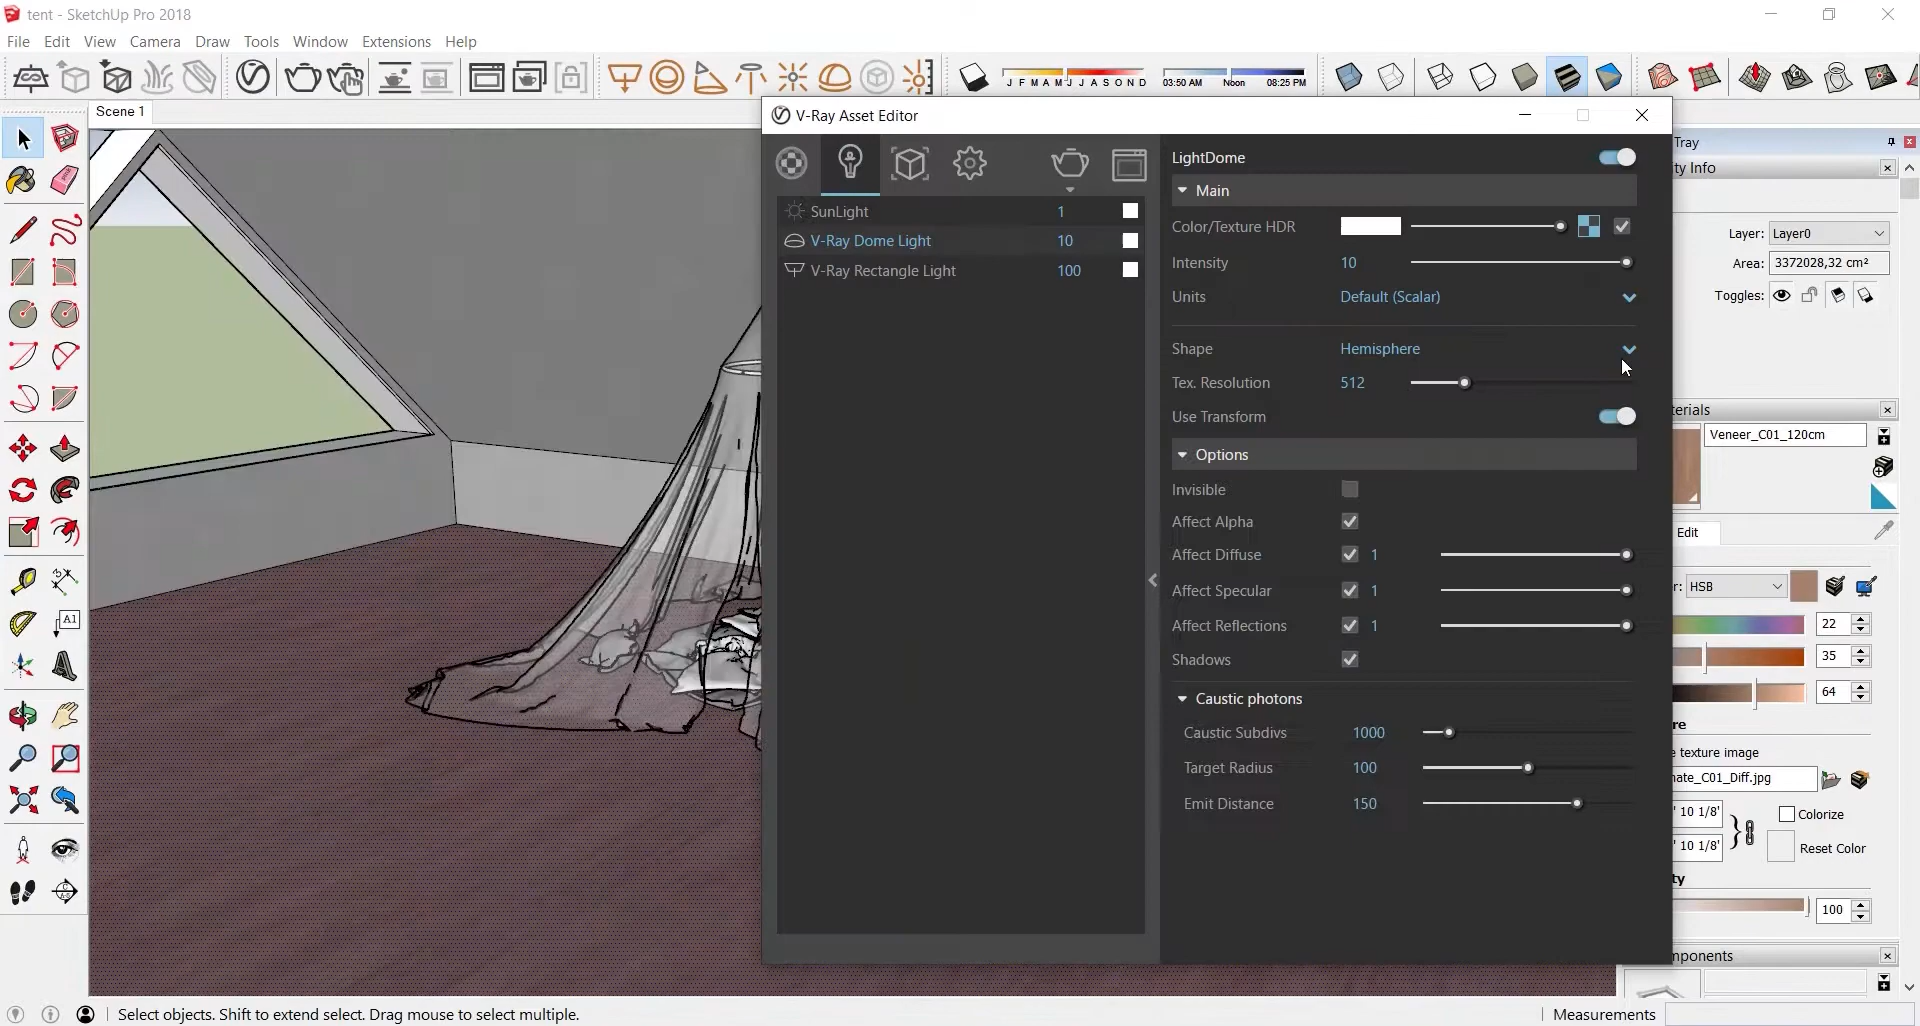 tent - SketchUp Pro 2018
File Edit View Camera Draw Tools Window Extensions Help
J F M A M J J A S O N D
03:50 AM Noon 08:25 PM
Scene 1
V-Ray Asset Editor
SunLight 1
V-Ray Dome Light 10
V-Ray Rectangle Light 100
LightDome
Main
Color/Texture HDR
Intensity 10
Units Default (Scalar)
Shape Hemisphere
Tex. Resolution 512
Use Transform
Options
Invisible
Affect Alpha
Affect Diffuse 1
Affect Specular 1
Affect Reflections 1
Shadows
Caustic photons
Caustic Subdivs 1000
Target Radius 100
Emit Distance 150
Tray
ty Info
Layer: Layer0
Area: 3372028,32 cm²
Toggles:
terials
Veneer_C01_120cm
Edit
r: HSB
22
35
64
re
e texture image
nate_C01_Diff.jpg
' 10 1/8'
Colorize
' 10 1/8'
Reset Color
ty
100
mponents
A1
Select objects. Shift to extend select. Drag mouse to select multiple.
Measurements